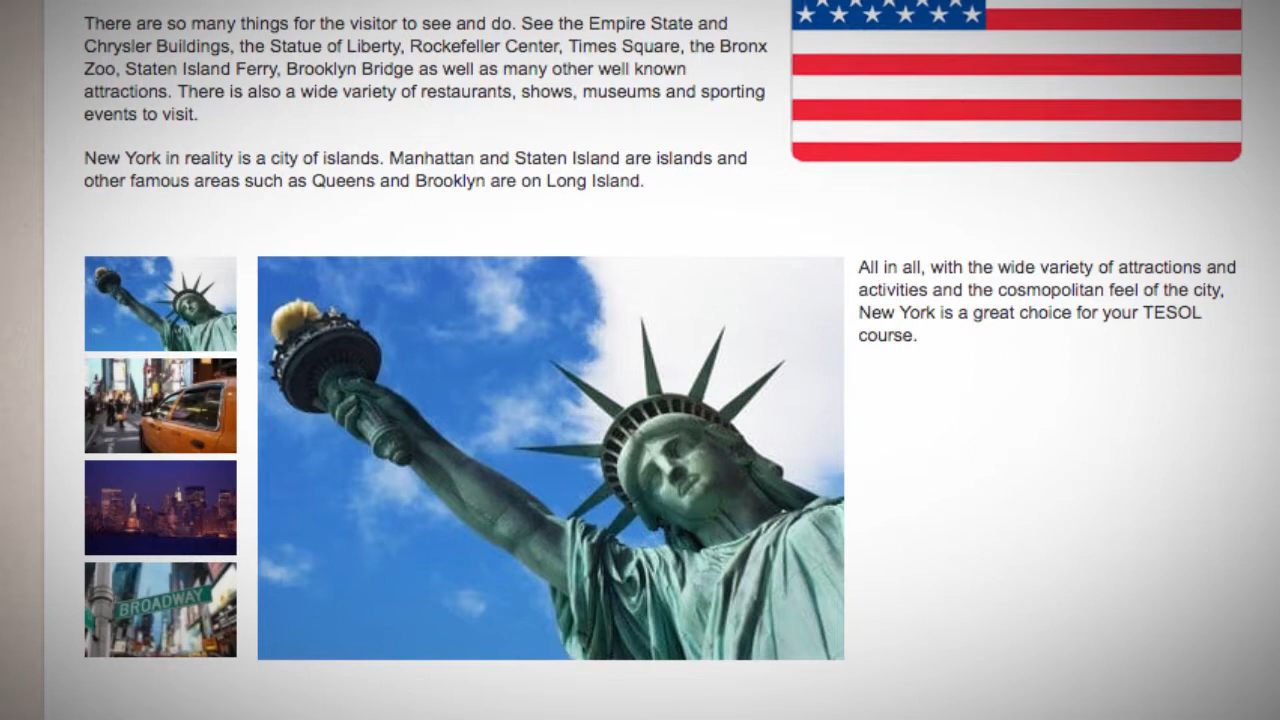 There are so many things for the visitor to see and do. See the Empire State and
Chrysler Buildings, the Statue of Liberty, Rockefeller Center, Times Square, the Bronx
Zoo, Staten Island Ferry, Brooklyn Bridge as well as many other well known
attractions. There is also a wide variety of restaurants, shows, museums and sporting
events to visit.
New York in reality is a city of islands. Manhattan and Staten Island are islands and
other famous areas such as Queens and Brooklyn are on Long Island.
All in all, with the wide variety of attractions and
activities and the cosmopolitan feel of the city,
New York is a great choice for your TESOL
course.
BROADWAY